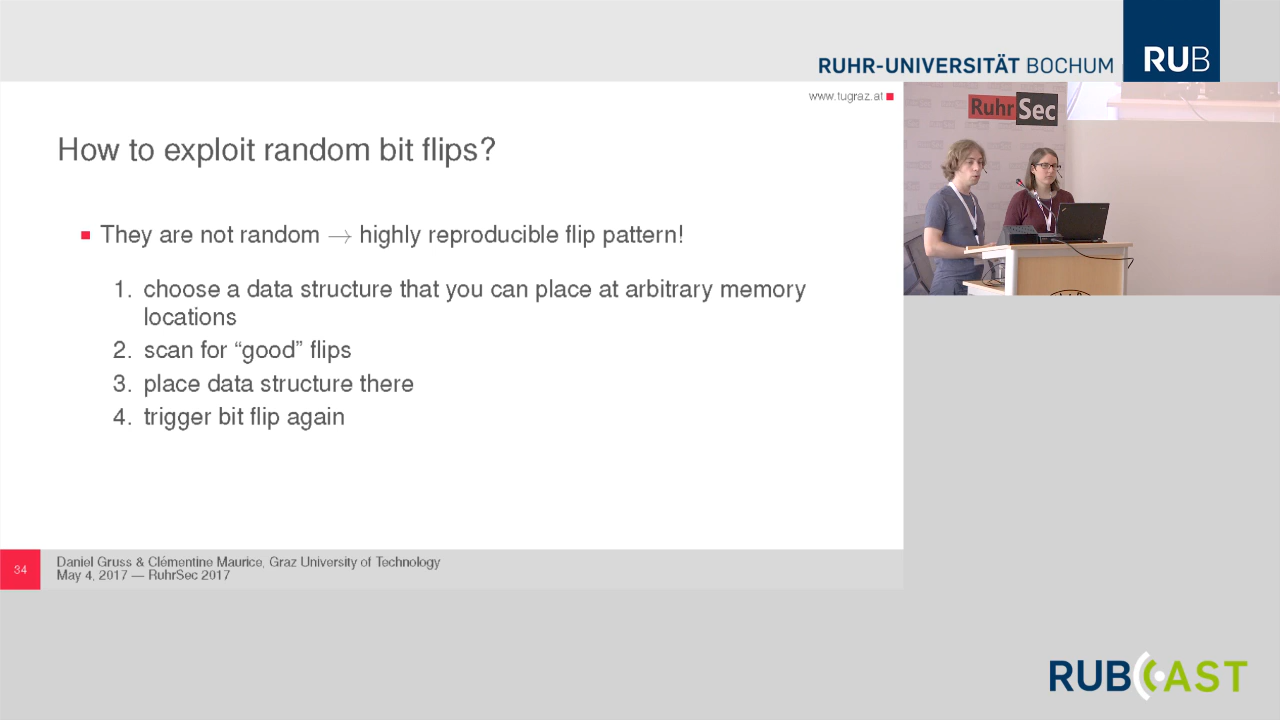 RUHR-UNIVERSITÄT BOCHUM
RUB
www.tugraz.at
RuhrSec
How to exploit random bit flips?
They are not random → highly reproducible flip pattern!
1. choose a data structure that you can place at arbitrary memory
locations
2. scan for “good” flips
3. place data structure there
4. trigger bit flip again
34
Daniel Gruss & Clémentine Maurice, Graz University of Technology
May 4, 2017 — RuhrSec 2017
RUBCAST